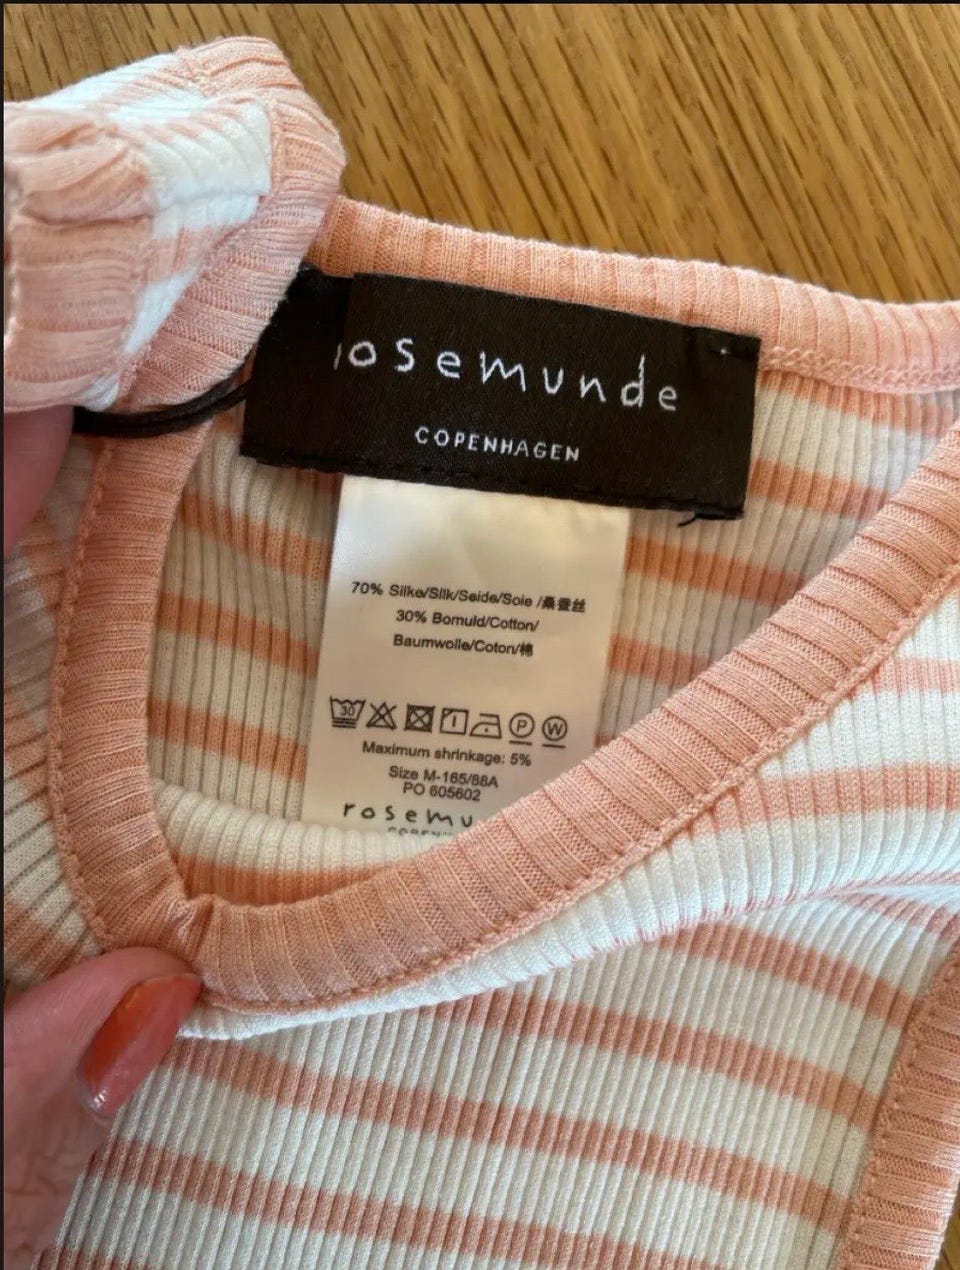 rosemunde
COPENHAGEN
70% Silke/Silk/Seide/Soie /桑蚕丝
30% Bomuld/Cotton/
Baumwolle/Coton/棉
30 P W
Maximum shrinkage: 5%
Size M-165/88A
PO 605602
rosemu